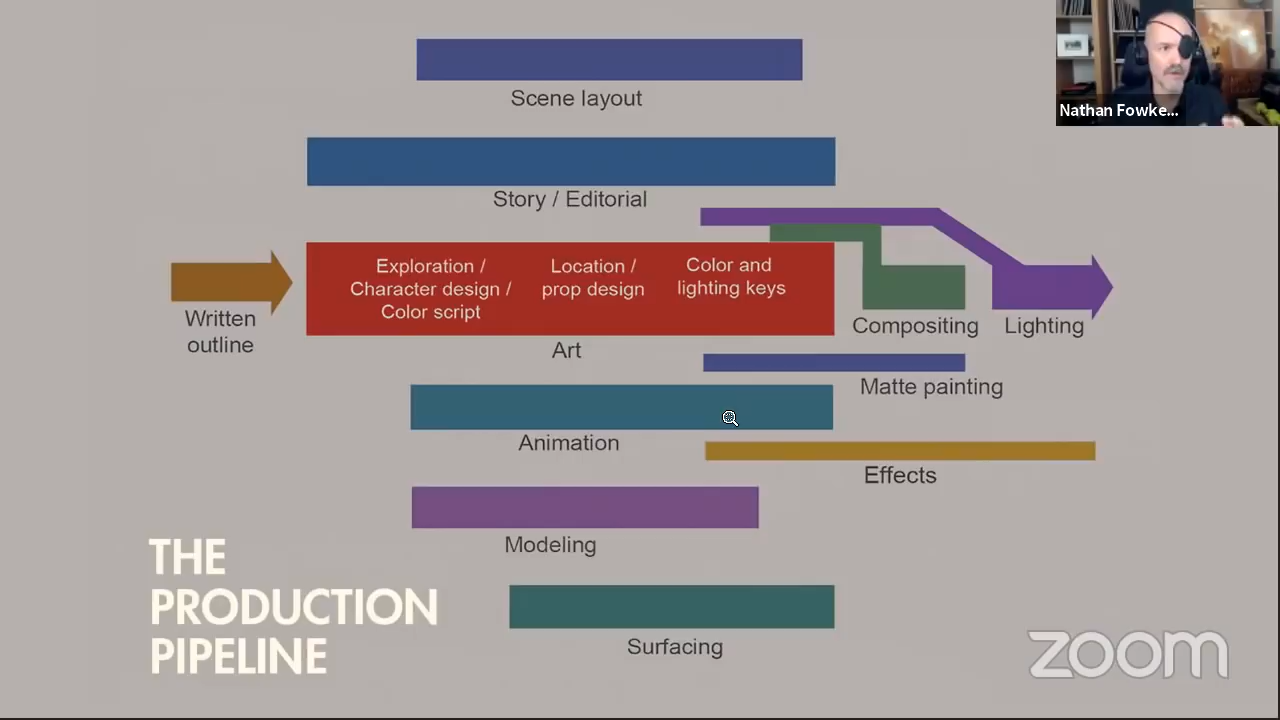 Nathan Fowke...
Scene layout
Story / Editorial
Exploration /
Character design /
Color script
Location /
prop design
Color and
lighting keys
Written
outline
Art
Compositing
Lighting
Matte painting
Animation
Effects
Modeling
Surfacing
THE
PRODUCTION
PIPELINE
zoom